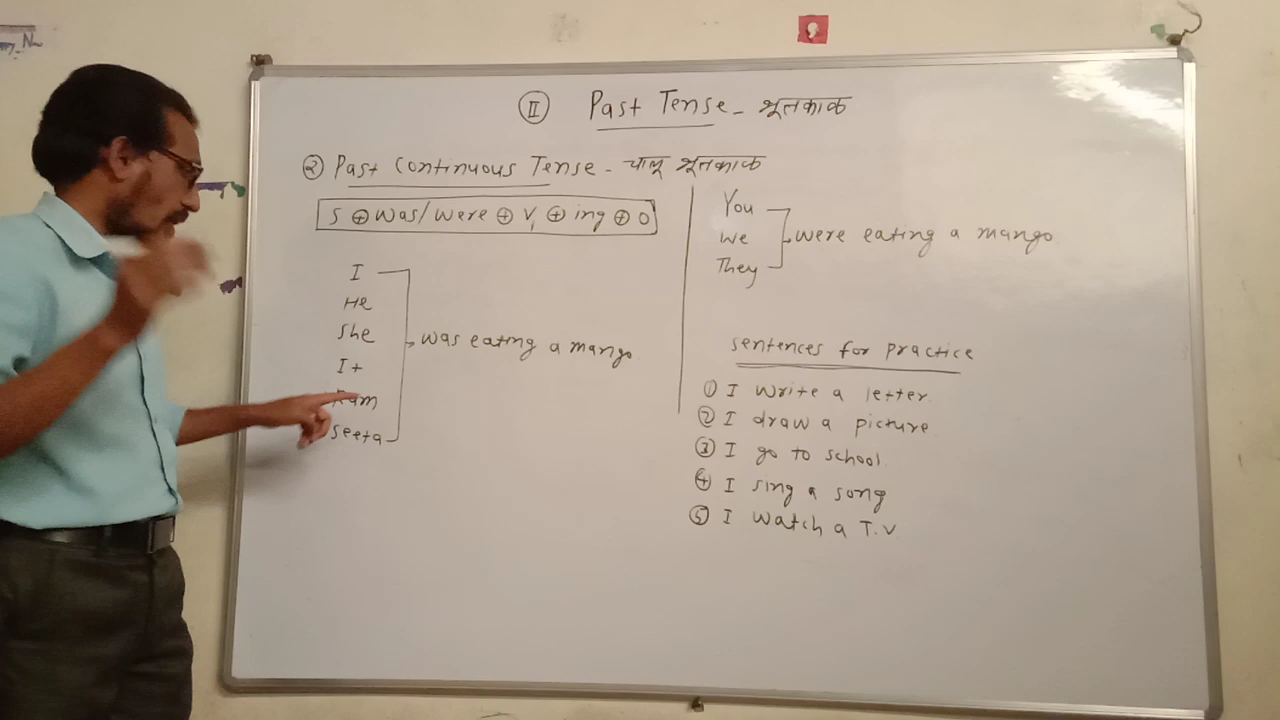 II Past Tense - भूतकाळ
② Past Continuous Tense - चालू भूतकाळ
S ⊕ was/were ⊕ V1 ⊕ ing ⊕ O
I
He
She
It
Ram
Seeta
was eating a mango.
You
We
They
were eating a mango.
sentences for practice
① I write a letter.
② I draw a picture.
③ I go to school.
④ I sing a song
⑤ I watch a T.V.